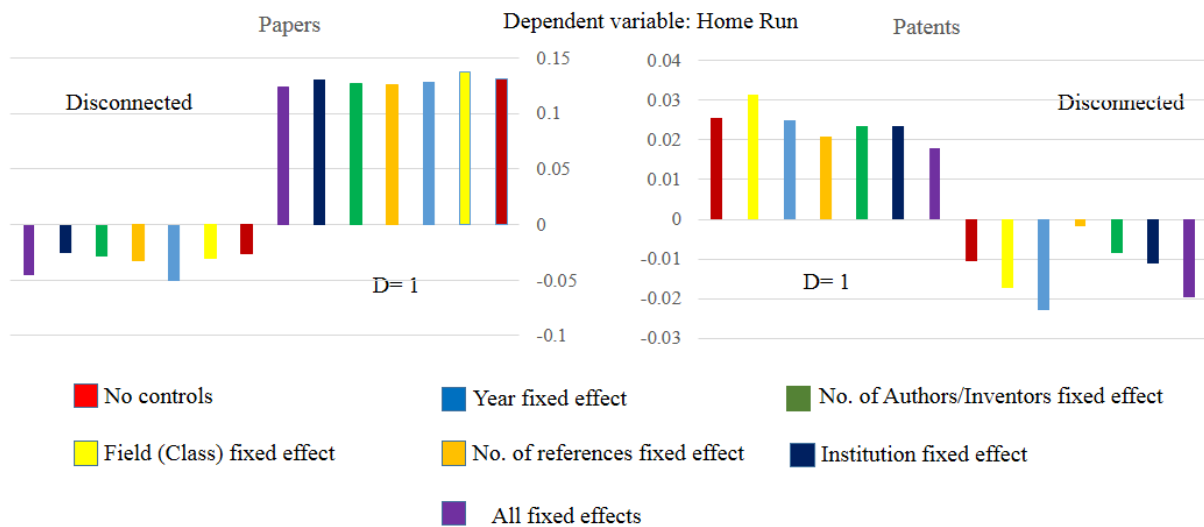 Dependent variable: Home Run
Papers
Patents
Disconnected
D= 1
0.15
0.1
0.05
0
-0.05
-0.1
0.04
0.03
0.02
0.01
0
-0.01
-0.02
-0.03
Disconnected
D= 1
No controls
Year fixed effect
No. of Authors/Inventors fixed effect
Field (Class) fixed effect
No. of references fixed effect
Institution fixed effect
All fixed effects